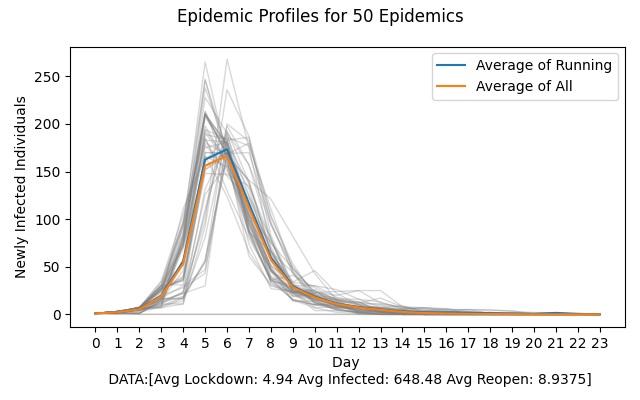 Epidemic Profiles for 50 Epidemics
Average of Running
Average of All
Newly Infected Individuals
250
200
150
100
50
0
0 1 2 3 4 5 6 7 8 9 10 11 12 13 14 15 16 17 18 19 20 21 22 23
Day
DATA:[Avg Lockdown: 4.94 Avg Infected: 648.48 Avg Reopen: 8.9375]